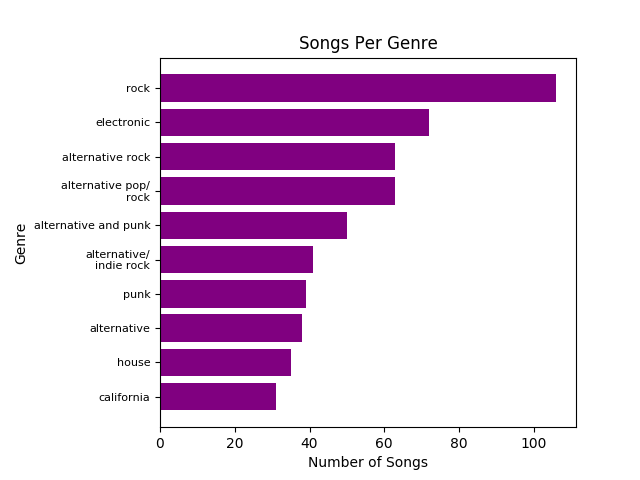 Songs Per Genre
rock
electronic
alternative rock
alternative pop/
rock
alternative and punk
alternative/
indie rock
punk
alternative
house
california
Genre
0 20 40 60 80 100
Number of Songs